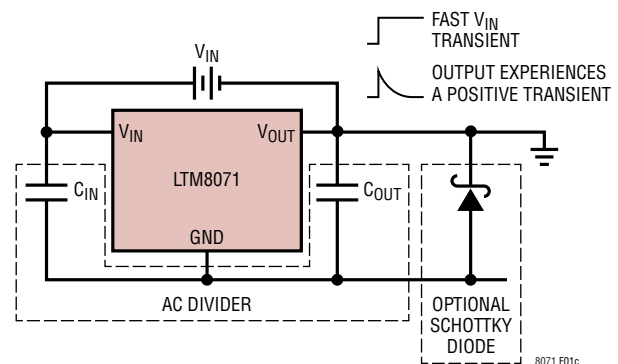 FAST VIN
TRANSIENT
OUTPUT EXPERIENCES
A POSITIVE TRANSIENT
VIN
VIN
VOUT
LTM8071
CIN
COUT
GND
AC DIVIDER
OPTIONAL
SCHOTTKY
DIODE
8071 F01c